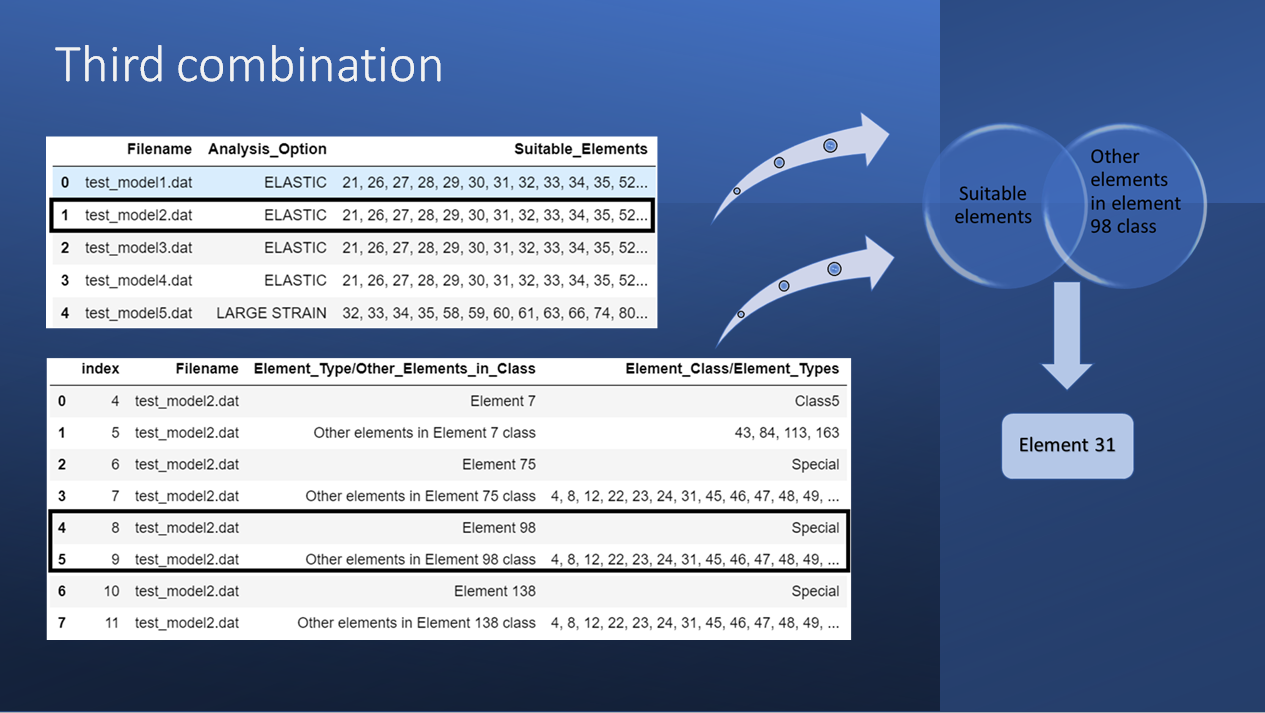 Third combination
Filename Analysis_Option Suitable_Elements
0 test_model1.dat ELASTIC 21, 26, 27, 28, 29, 30, 31, 32, 33, 34, 35, 52...
1 test_model2.dat ELASTIC 21, 26, 27, 28, 29, 30, 31, 32, 33, 34, 35, 52...
2 test_model3.dat ELASTIC 21, 26, 27, 28, 29, 30, 31, 32, 33, 34, 35, 52...
3 test_model4.dat ELASTIC 21, 26, 27, 28, 29, 30, 31, 32, 33, 34, 35, 52...
4 test_model5.dat LARGE STRAIN 32, 33, 34, 35, 58, 59, 60, 61, 63, 66, 74, 80...
index Filename Element_Type/Other_Elements_in_Class Element_Class/Element_Types
0 4 test_model2.dat Element 7 Class5
1 5 test_model2.dat Other elements in Element 7 class 43, 84, 113, 163
2 6 test_model2.dat Element 75 Special
3 7 test_model2.dat Other elements in Element 75 class 4, 8, 12, 22, 23, 24, 31, 45, 46, 47, 48, 49, ...
4 8 test_model2.dat Element 98 Special
5 9 test_model2.dat Other elements in Element 98 class 4, 8, 12, 22, 23, 24, 31, 45, 46, 47, 48, 49, ...
6 10 test_model2.dat Element 138 Special
7 11 test_model2.dat Other elements in Element 138 class 4, 8, 12, 22, 23, 24, 31, 45, 46, 47, 48, 49, ...
Suitable
elements
Other
elements
in element
98 class
Element 31